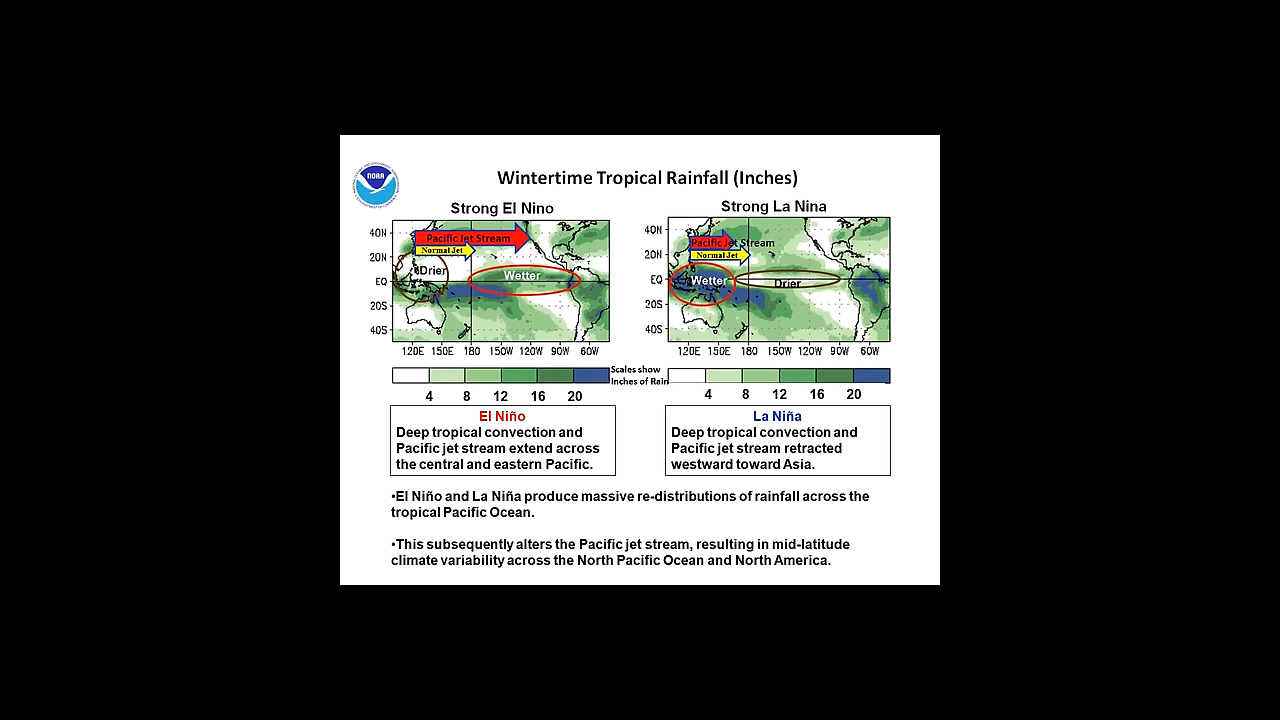 NOAA
Wintertime Tropical Rainfall (Inches)
Strong El Nino
Strong La Nina
40N
20N
EQ
20S
40S
Pacific Jet Stream
Normal Jet
Drier
Wetter
120E 150E 180 150W 120W 90W 60W
40N
20N
EQ
20S
40S
Pacific Jet Stream
Normal Jet
Wetter
Drier
120E 150E 180 150W 120W 90W 60W
Scales show
Inches of Rain
4 8 12 16 20
4 8 12 16 20
El Niño
Deep tropical convection and
Pacific jet stream extend across
the central and eastern Pacific.
La Niña
Deep tropical convection and
Pacific jet stream retracted
westward toward Asia.
•El Niño and La Niña produce massive re-distributions of rainfall across the
tropical Pacific Ocean.
•This subsequently alters the Pacific jet stream, resulting in mid-latitude
climate variability across the North Pacific Ocean and North America.